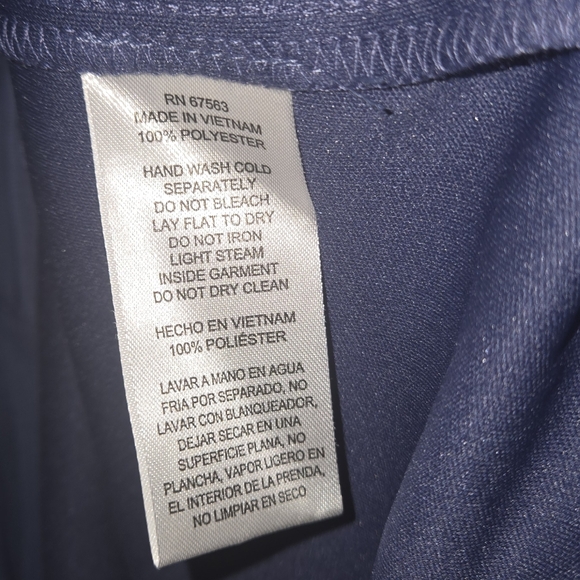 RN 67563
MADE IN VIETNAM
100% POLYESTER
HAND WASH COLD
SEPARATELY
DO NOT BLEACH
LAY FLAT TO DRY
DO NOT IRON
LIGHT STEAM
INSIDE GARMENT
DO NOT DRY CLEAN
HECHO EN VIETNAM
100% POLIÉSTER
LAVAR A MANO EN AGUA
FRIA POR SEPARADO, NO
LAVAR CON BLANQUEADOR,
DEJAR SECAR EN UNA
SUPERFICIE PLANA, NO
PLANCHA, VAPOR LIGERO EN
EL INTERIOR DE LA PRENDA,
NO LIMPIAR EN SECO